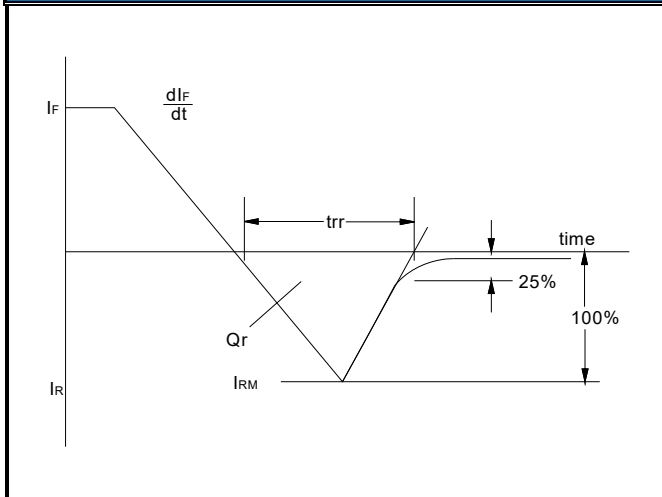 IF
dIF
dt
trr
time
25%
100%
Qr
IRM
IR